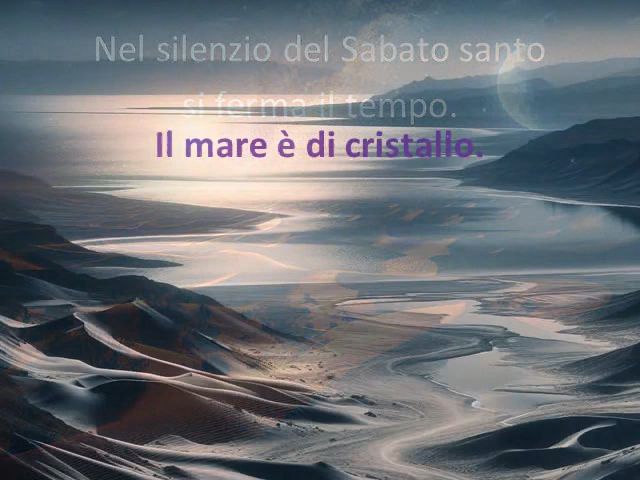 Nel silenzio del Sabato santo
si ferma il tempo.
Il mare è di cristallo.